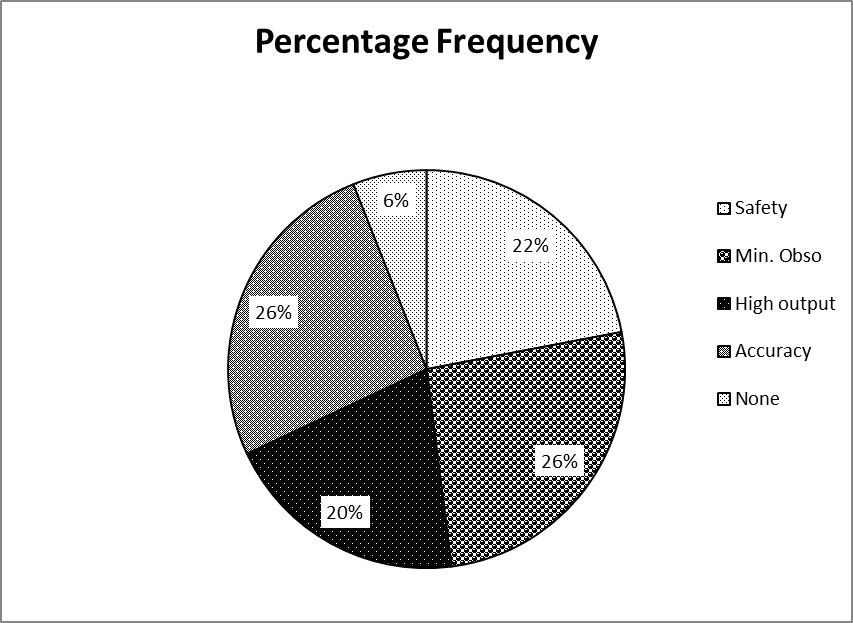 Percentage Frequency
6%
22%
26%
26%
20%
Safety
Min. Obso
High output
Accuracy
None